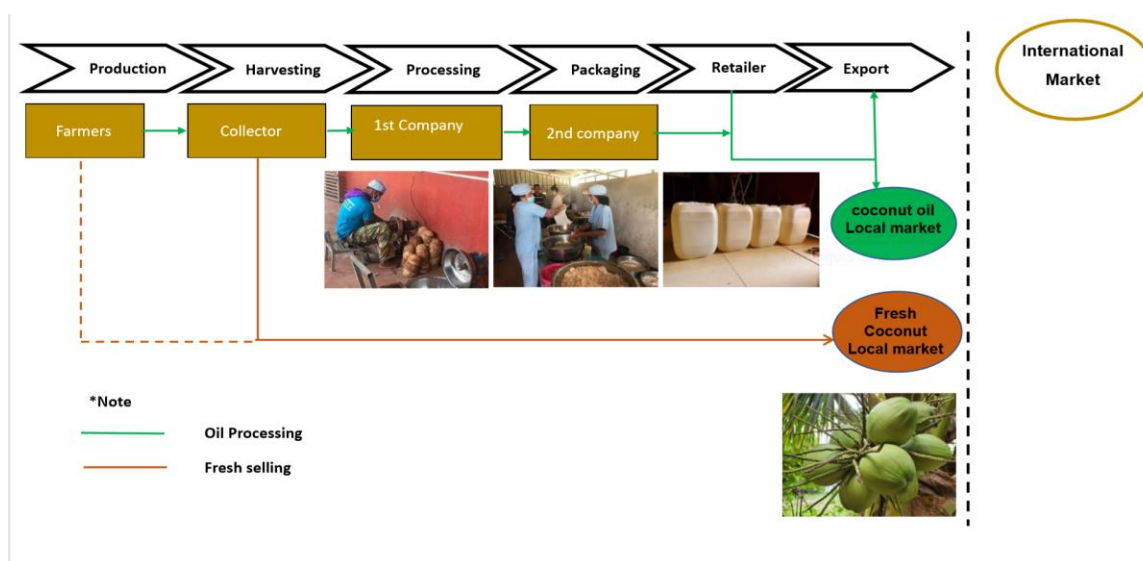 Production
Harvesting
Processing
Packaging
Retailer
Export
International
Market
Farmers
Collector
1st Company
2nd company
coconut oil
Local market
Fresh
Coconut
Local market
*Note
Oil Processing
Fresh selling